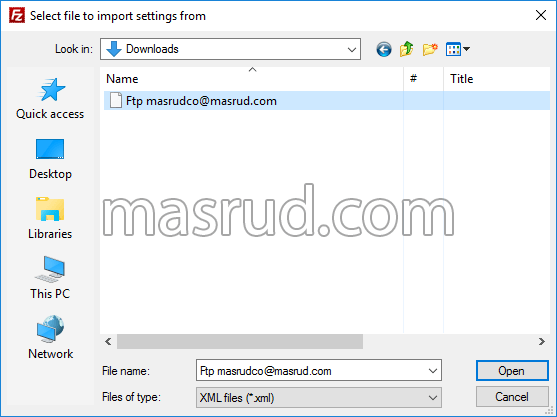 Fz Select file to import settings from
Look in: Downloads
Quick access
Desktop
Libraries
This PC
Network
Name # Title
Ftp masrudco@masrud.com
masrud.com
File name: Ftp masrudco@masrud.com Open
Files of type: XML files (*.xml) Cancel